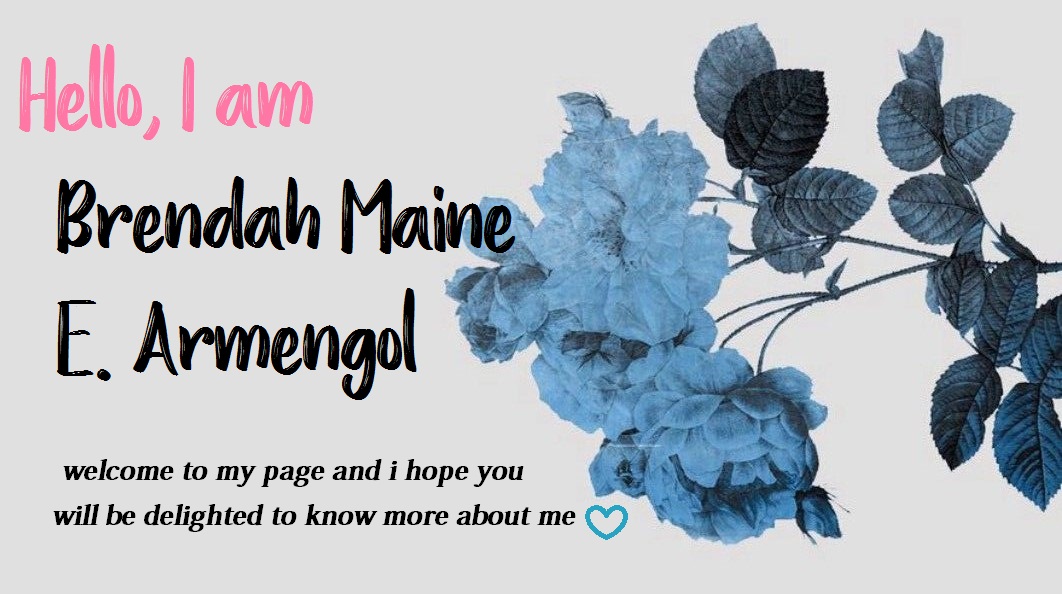 Hello, I am
Brendah Maine
E. Armengol
welcome to my page and i hope you
will be delighted to know more about me